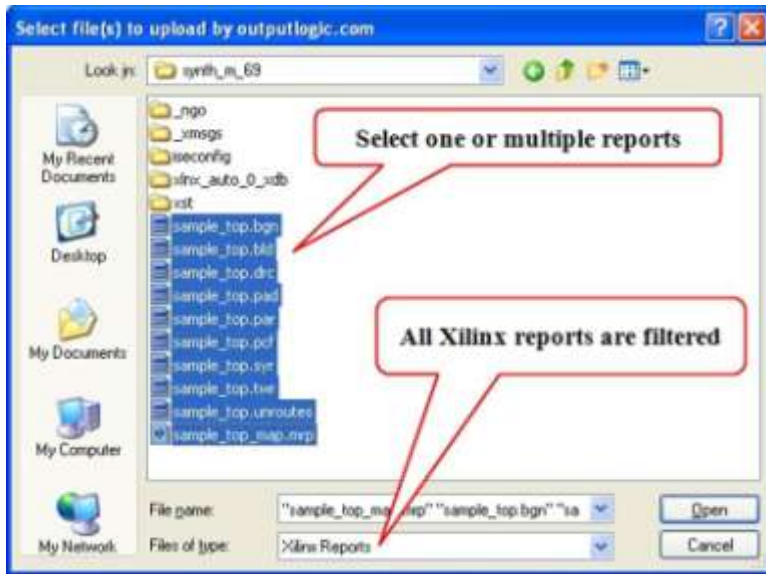 Select file(s) to upload by outputlogic.com
Look in:
synth_m_69
_ngo
_xmsgs
iseconfig
xlnx_auto_0_xdb
xst
sample_top.bgn
sample_top.bld
sample_top.drc
sample_top.pad
sample_top.par
sample_top.pcf
sample_top.syr
sample_top.twr
sample_top.unroutes
sample_top_map.mrp
Select one or multiple reports
All Xilinx reports are filtered
My Recent Documents
Desktop
My Documents
My Computer
My Network
File name:
"sample_top_ma mrp" "sample_top.bgn" "sa
Open
Files of type:
Xilinx Reports
Cancel